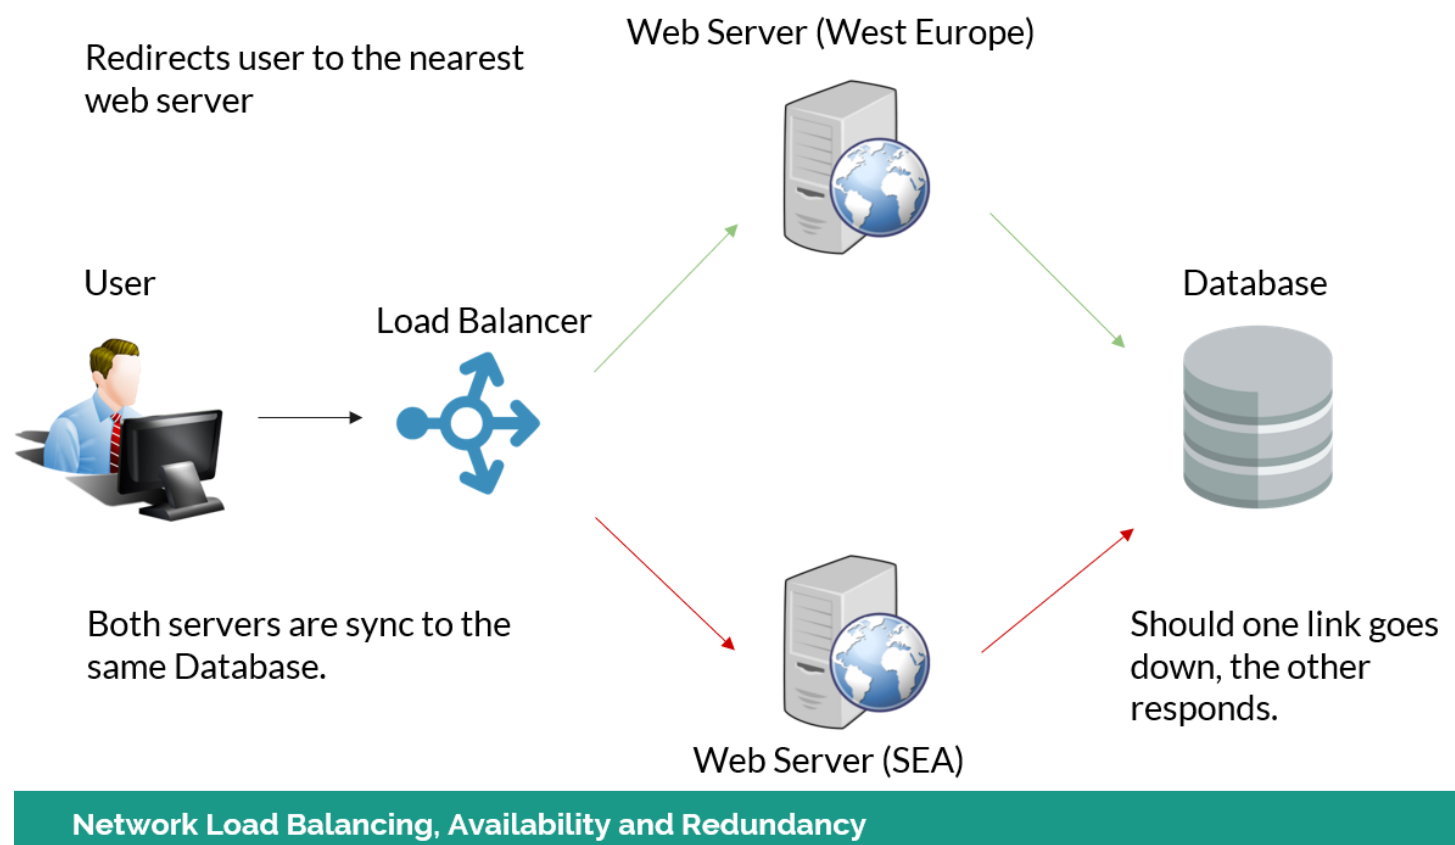 Redirects user to the nearest
web server
Web Server (West Europe)
User
Load Balancer
Database
Both servers are sync to the
same Database.
Should one link goes
down, the other
responds.
Web Server (SEA)
Network Load Balancing, Availability and Redundancy